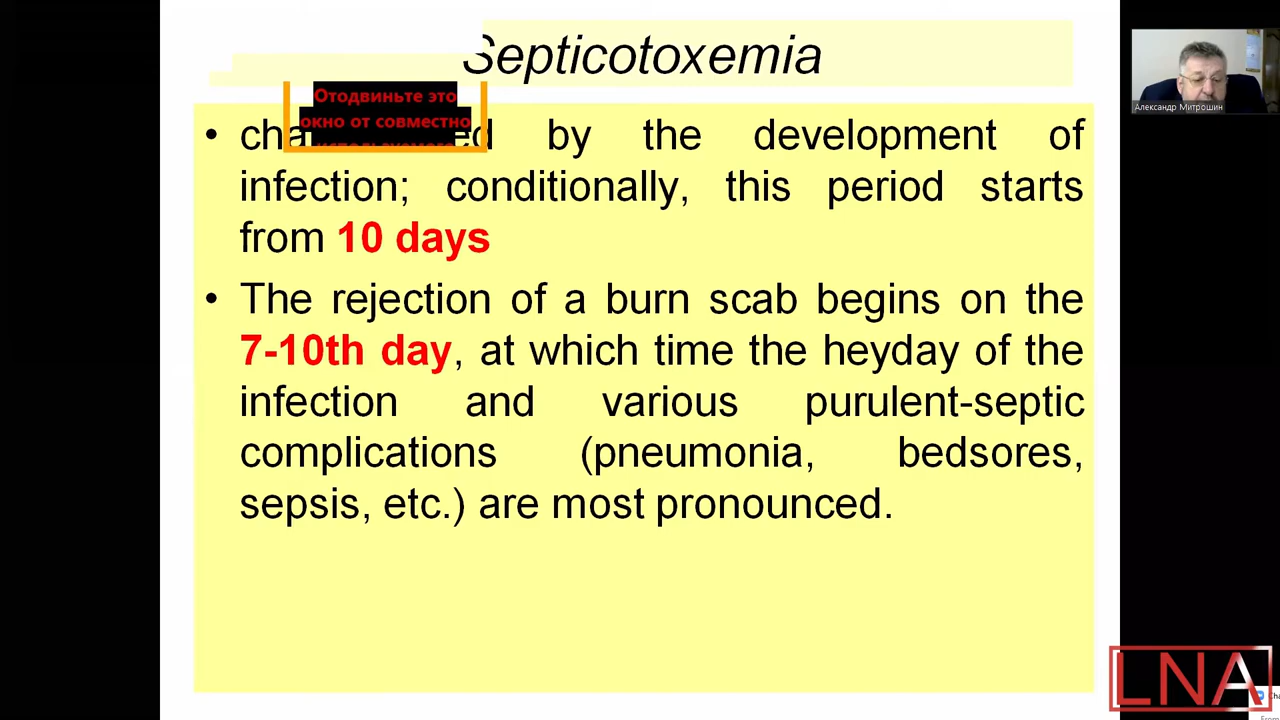 Septicotoxemia
Отодвиньте это
окно от совместно
• by the development of
infection; conditionally, this period starts
from 10 days
• The rejection of a burn scab begins on the
7-10th day, at which time the heyday of the
infection and various purulent-septic
complications (pneumonia, bedsores,
sepsis, etc.) are most pronounced.
Александр Митрошин
LNA